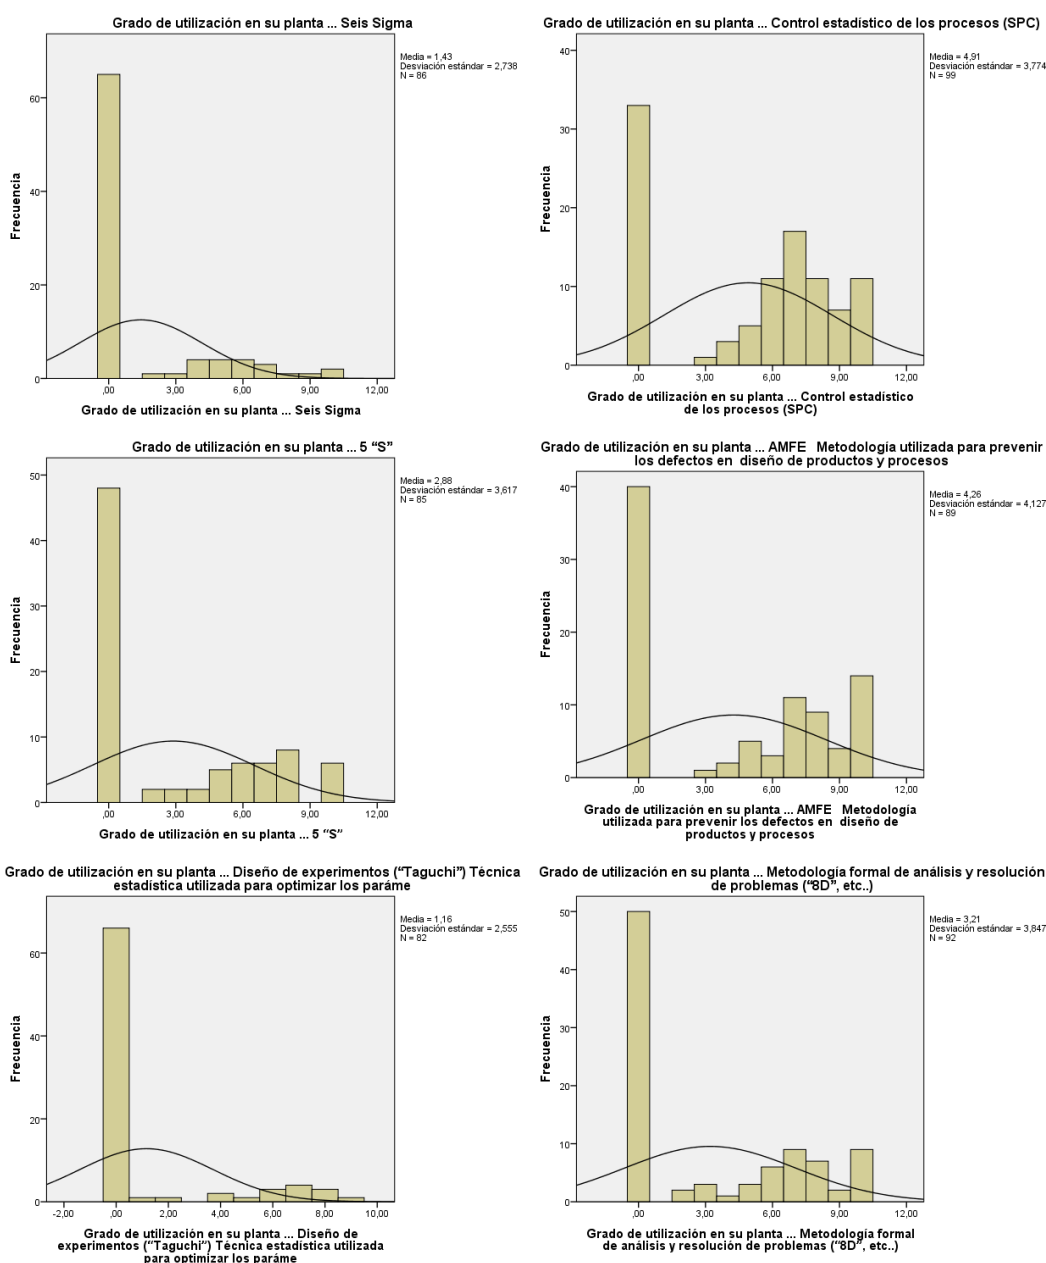 Grado de utilización en su planta ... Seis Sigma
Media = 1,43
Desviación estándar = 2,738
N = 86
Frecuencia
60
40
20
0
,00 3,00 6,00 9,00 12,00
Grado de utilización en su planta ... Seis Sigma
Grado de utilización en su planta ... Control estadístico de los procesos (SPC)
Media = 4,91
Desviación estándar = 3,774
N = 99
Frecuencia
40
30
20
10
0
,00 3,00 6,00 9,00 12,00
Grado de utilización en su planta ... Control estadístico
de los procesos (SPC)
Grado de utilización en su planta ... 5 “S”
Media = 2,88
Desviación estándar = 3,617
N = 85
Frecuencia
50
40
30
20
10
0
,00 3,00 6,00 9,00 12,00
Grado de utilización en su planta ... 5 “S”
Grado de utilización en su planta ... AMFE Metodología utilizada para prevenir
los defectos en diseño de productos y procesos
Media = 4,26
Desviación estándar = 4,127
N = 89
Frecuencia
40
30
20
10
0
,00 3,00 6,00 9,00 12,00
Grado de utilización en su planta ... AMFE Metodología
utilizada para prevenir los defectos en diseño de
productos y procesos
Grado de utilización en su planta ... Diseño de experimentos (“Taguchi”) Técnica
estadística utilizada para optimizar los paráme
Media = 1,16
Desviación estándar = 2,555
N = 82
Frecuencia
60
40
20
0
-2,00 ,00 2,00 4,00 6,00 8,00 10,00
Grado de utilización en su planta ... Diseño de
experimentos (“Taguchi”) Técnica estadística utilizada
para optimizar los paráme
Grado de utilización en su planta ... Metodología formal de análisis y resolución
de problemas (“8D”, etc..)
Media = 3,21
Desviación estándar = 3,847
N = 92
Frecuencia
50
40
30
20
10
0
,00 3,00 6,00 9,00 12,00
Grado de utilización en su planta ... Metodología formal
de análisis y resolución de problemas (“8D”, etc..)